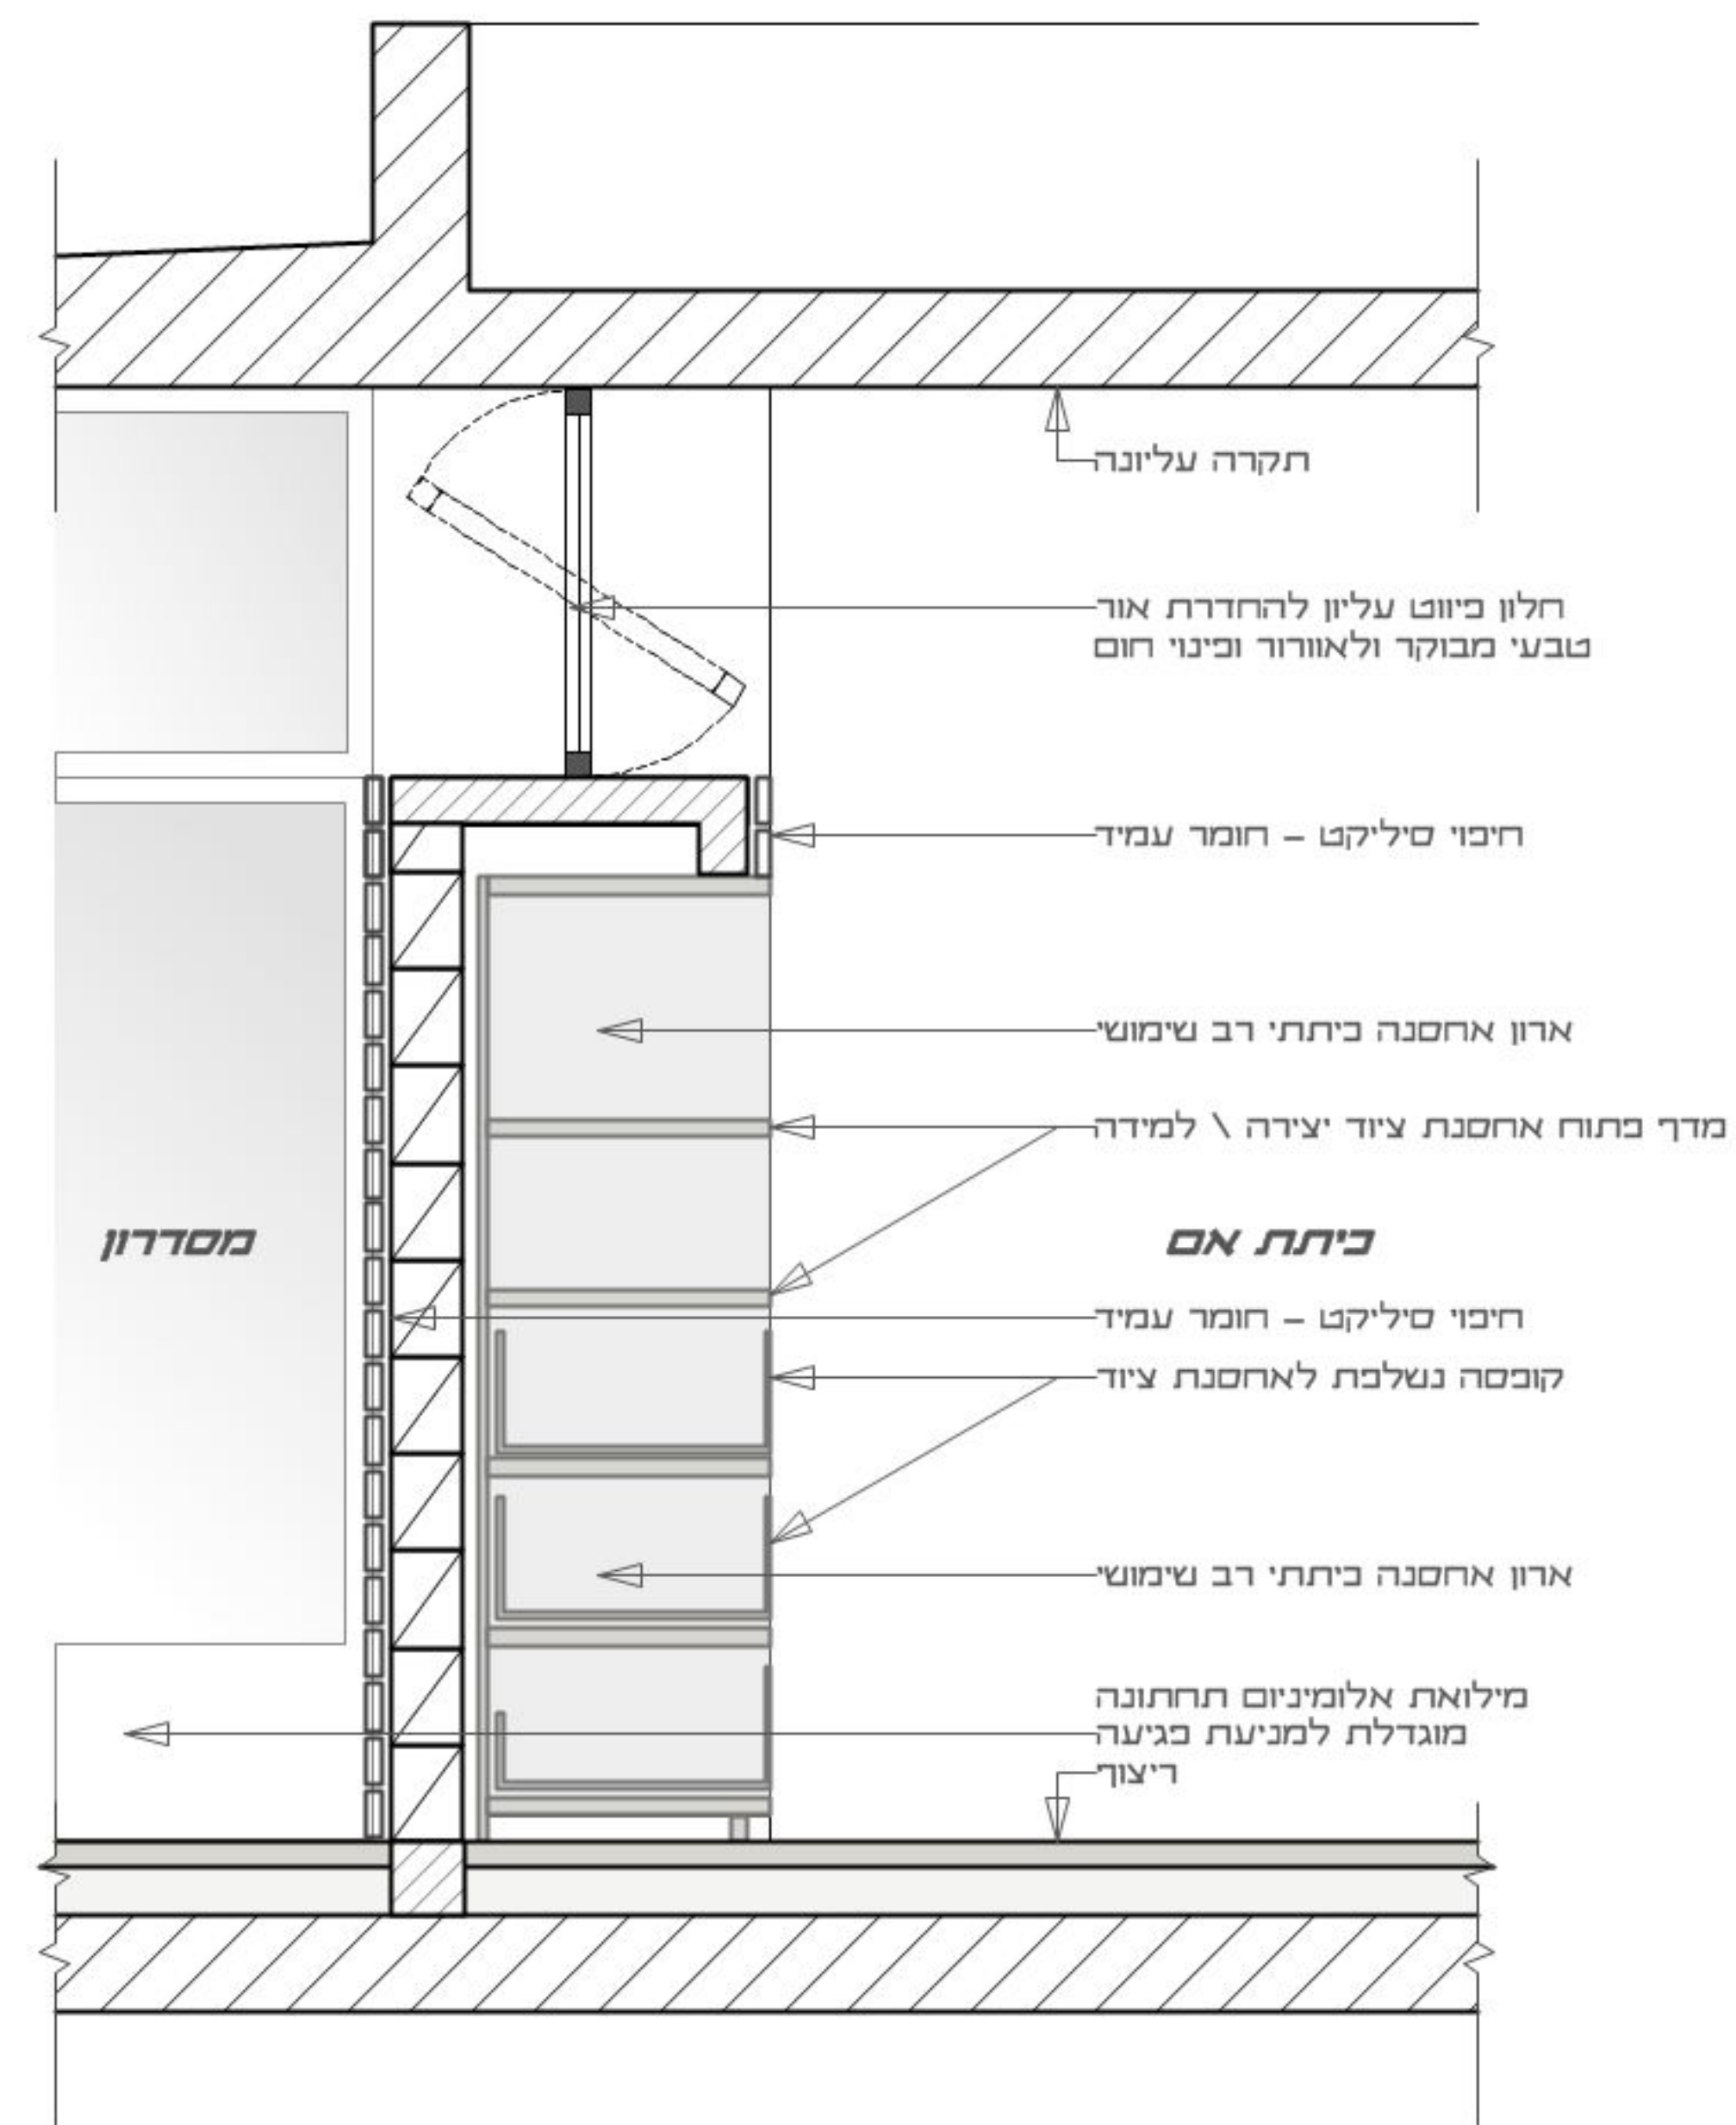 תקרה עליונה
חלון פיווט עליון להחדרת אור
טבעי מבוקר ולאוורור ופינוי חום
חיפוי סיליקט – חומר עמיד
ארון אחסנה כיתתי רב שימושי
מדף פתוח אחסנת ציוד יצירה \ למידה
כיתת אם
מסדרון
חיפוי סיליקט – חומר עמיד
קופסה נשלפת לאחסנת ציוד
ארון אחסנה כיתתי רב שימושי
מילואת אלומיניום תחתונה
מוגדלת למניעת פגיעה
ריצוף